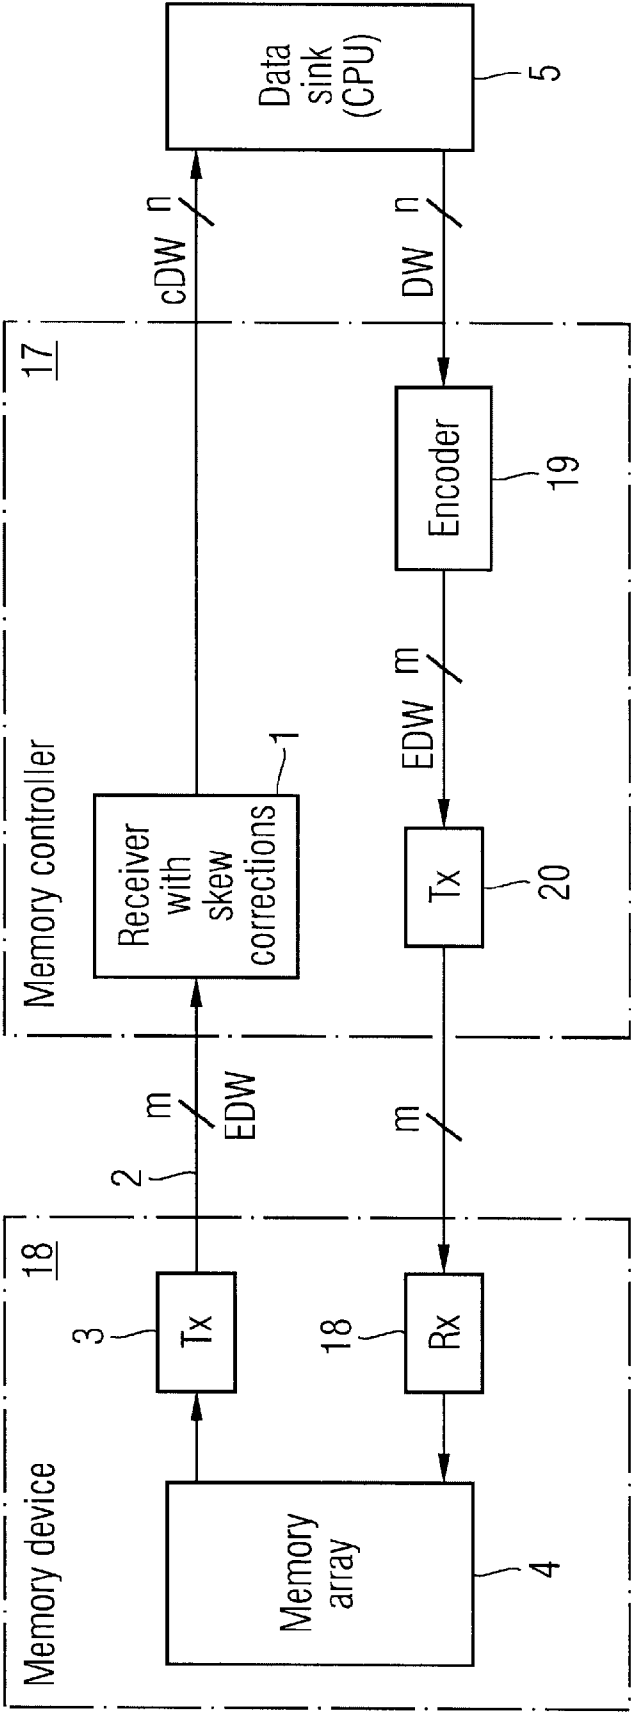 Memory device
18
Memory
array
4
3
Tx
18
Rx
2
m
EDW
m
Memory controller
17
Receiver
with
skew
corrections
1
Tx
20
EDW
m
Encoder
19
cDW
n
DW
n
Data
sink
(CPU)
5